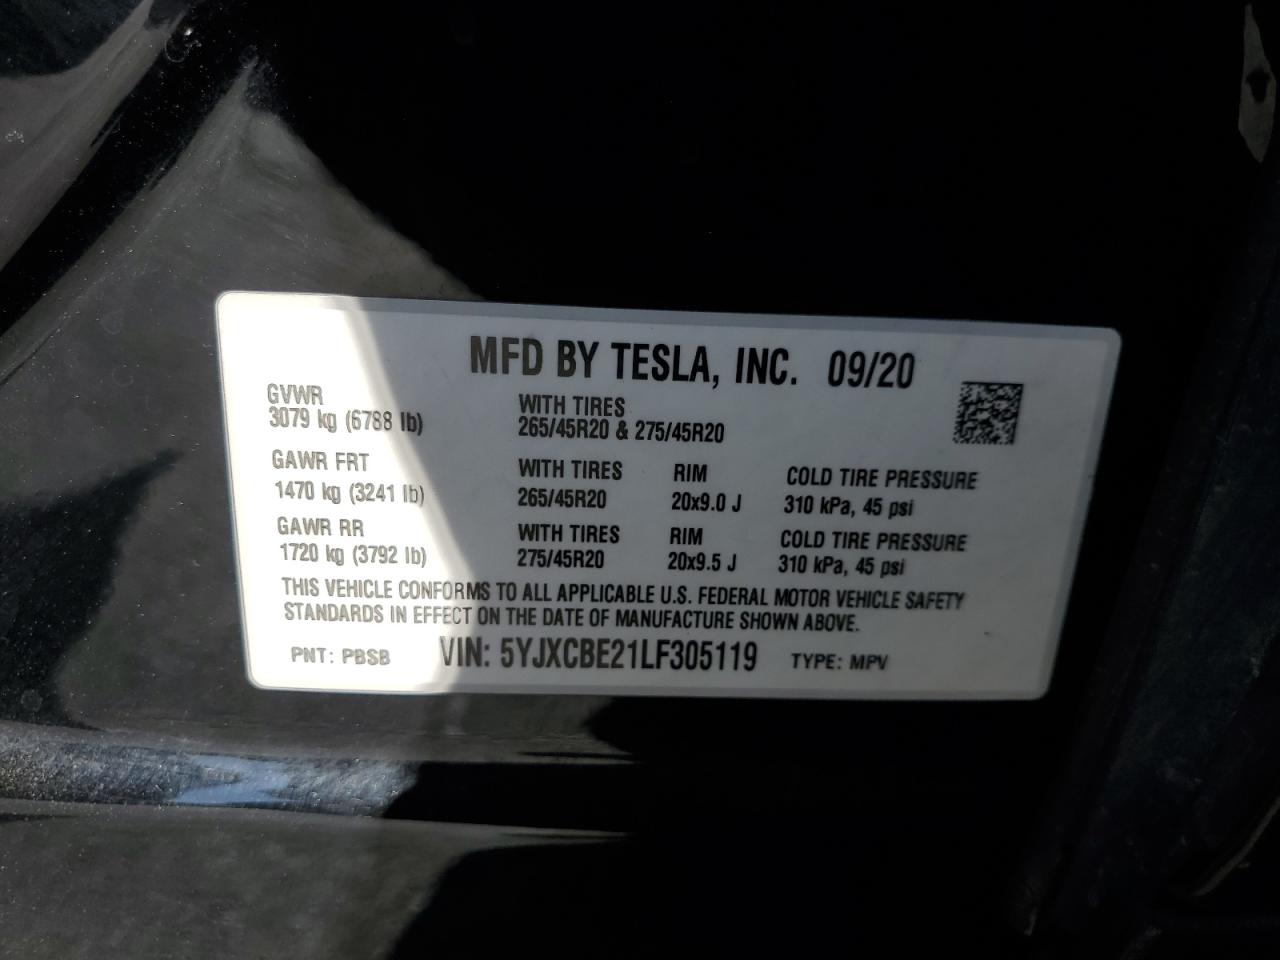 MFD BY TESLA, INC. 09/20
GVWR
3079 kg (6788 lb)
WITH TIRES
265/45R20 & 275/45R20
GAWR FRT
1470 kg (3241 lb)
WITH TIRES
265/45R20
RIM
20x9.0 J
COLD TIRE PRESSURE
310 kPa, 45 psi
GAWR RR
1720 kg (3792 lb)
WITH TIRES
275/45R20
RIM
20x9.5 J
COLD TIRE PRESSURE
310 kPa, 45 psi
THIS VEHICLE CONFORMS TO ALL APPLICABLE U.S. FEDERAL MOTOR VEHICLE SAFETY
STANDARDS IN EFFECT ON THE DATE OF MANUFACTURE SHOWN ABOVE.
PNT: PBSB VIN: 5YJXCBE21LF305119 TYPE: MPV